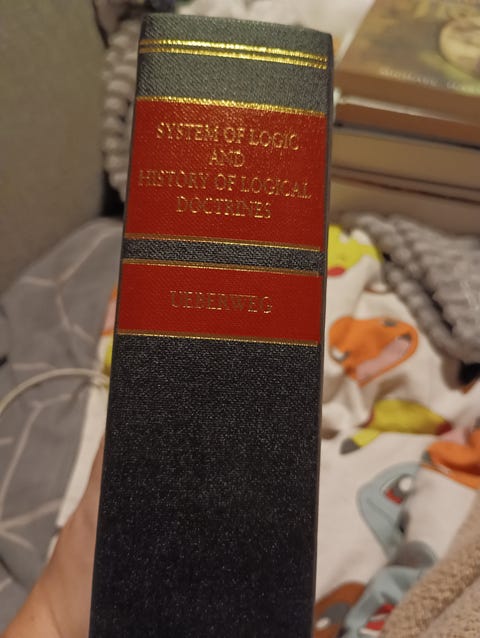 SYSTEM OF LOGIC
AND
HISTORY OF LOGICAL
DOCTRINES
UEBERWEG